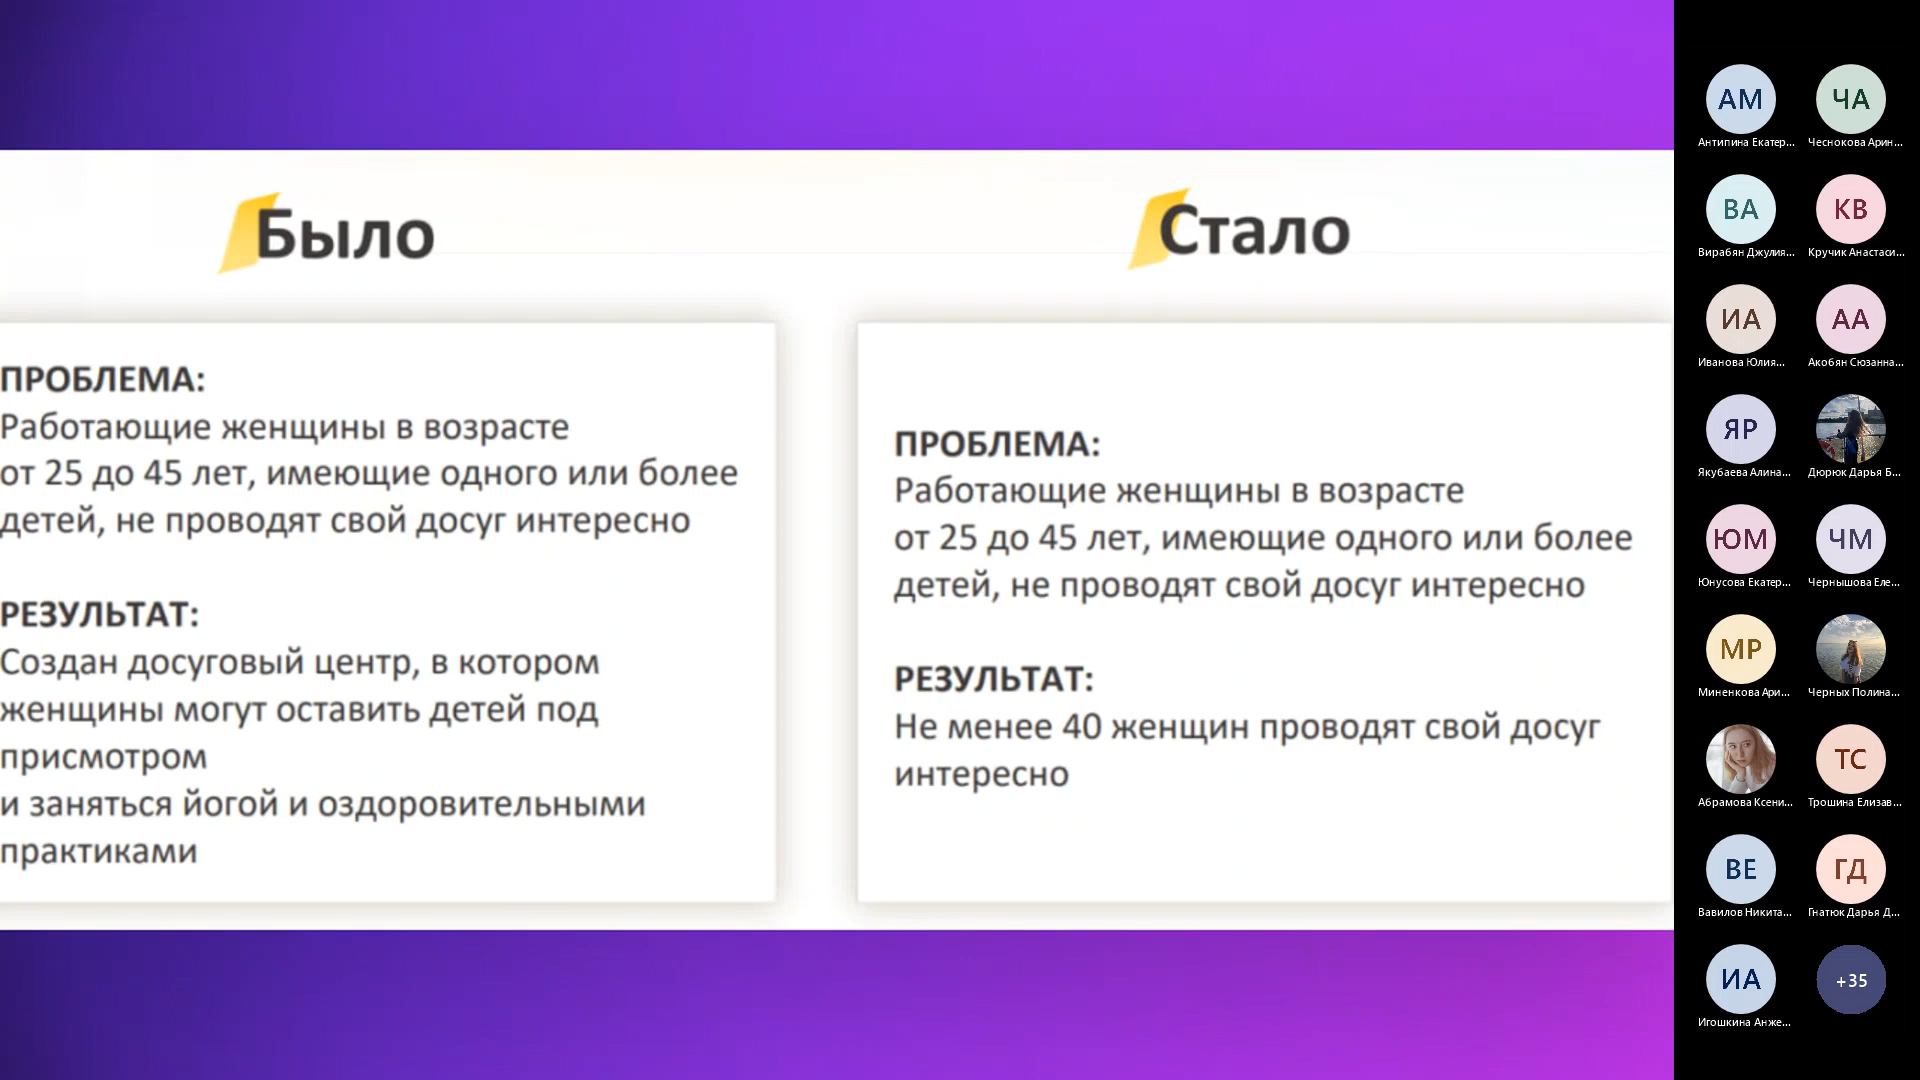 Было
ПРОБЛЕМА:
Работающие женщины в возрасте
от 25 до 45 лет, имеющие одного или более
детей, не проводят свой досуг интересно
РЕЗУЛЬТАТ:
Создан досуговый центр, в котором
женщины могут оставить детей под
присмотром
и заняться йогой и оздоровительными
практиками
Стало
ПРОБЛЕМА:
Работающие женщины в возрасте
от 25 до 45 лет, имеющие одного или более
детей, не проводят свой досуг интересно
РЕЗУЛЬТАТ:
Не менее 40 женщин проводят свой досуг
интересно
АМ
Антипина Екатер...
ЧА
Чеснокова Арин...
ВА
Вирабян Джулия...
КВ
Кручик Анастаси...
ИА
Иванова Юлия...
АА
Акобян Сюзанна...
ЯР
Якубаева Алина...
Дюрюк Дарья Б...
ЮМ
Юнусова Екатер...
ЧМ
Чернышова Еле...
МР
Миненкова Ари...
Черных Полина...
Абрамова Ксени...
ТС
Трошина Елизав...
ВЕ
Вавилов Никита...
ГД
Гнатюк Дарья Д...
ИА
Игошкина Анже...
+35